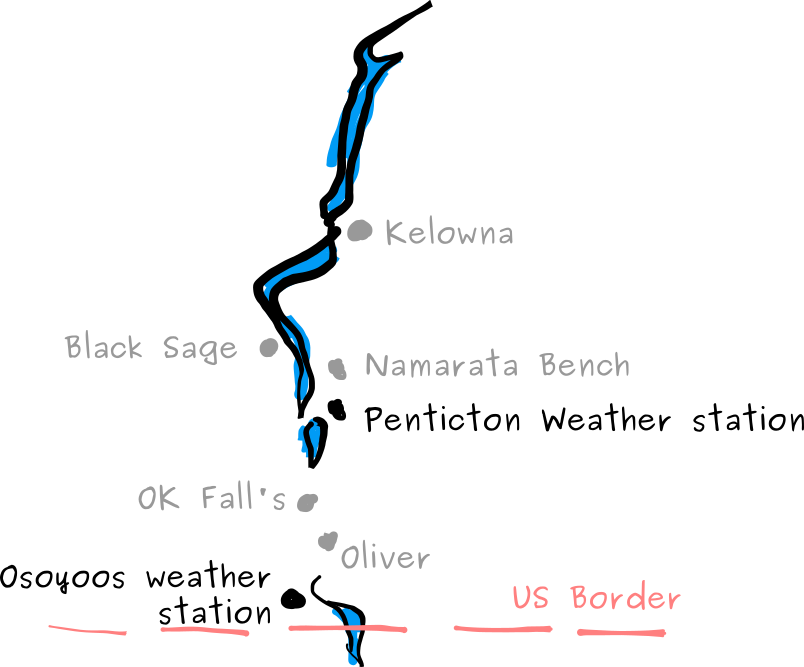 Kelowna
Black Sage
Namarata Bench
Penticton Weather station
OK Fall's
Oliver
Osoyoos weather
station
US Border